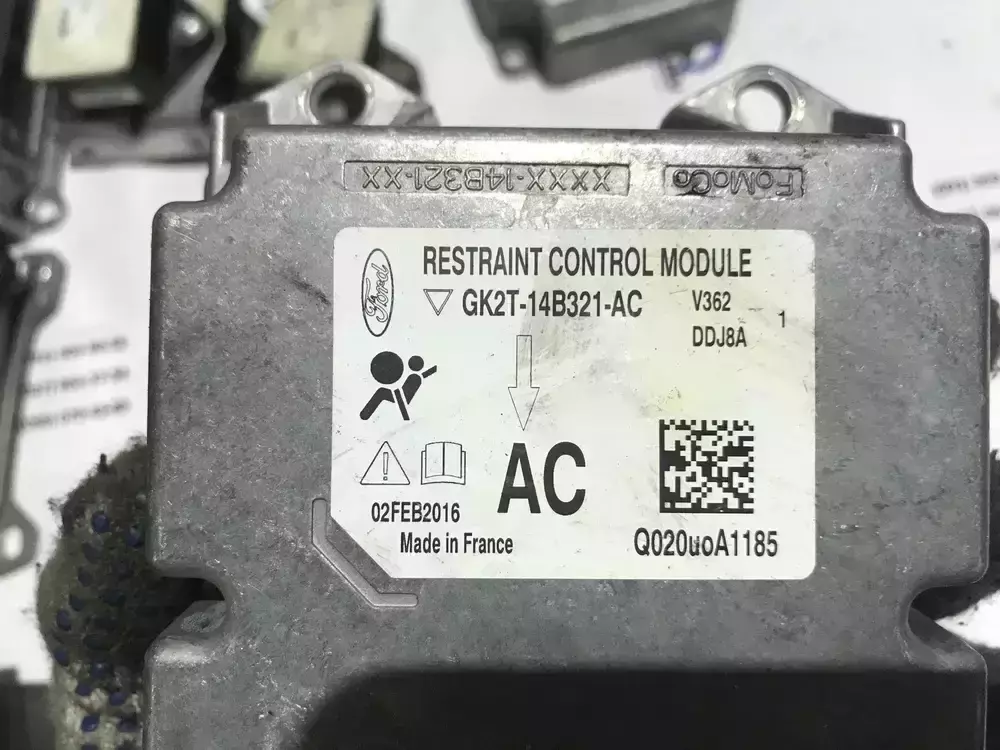 XXXX-14B321-XX
FoMoCo
Ford
RESTRAINT CONTROL MODULE
GK2T-14B321-AC
V362
DDJ8A
1
AC
02FEB2016
Made in France
Q020uoA1185